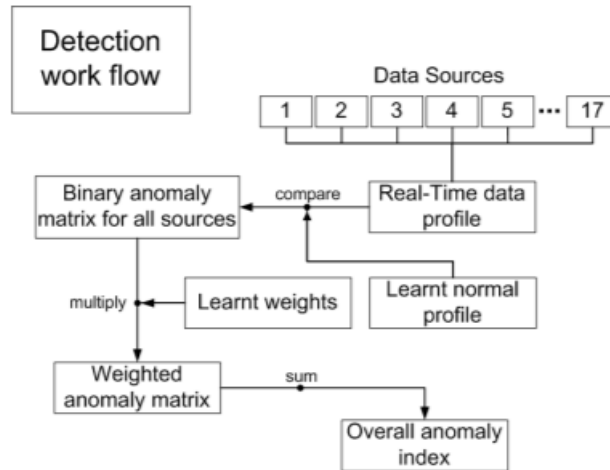 Detection
work flow
Data Sources
1 2 3 4 5 ••• 17
Binary anomaly
matrix for all sources
compare
Real-Time data
profile
multiply
Learnt weights
Learnt normal
profile
Weighted
anomaly matrix
sum
Overall anomaly
index